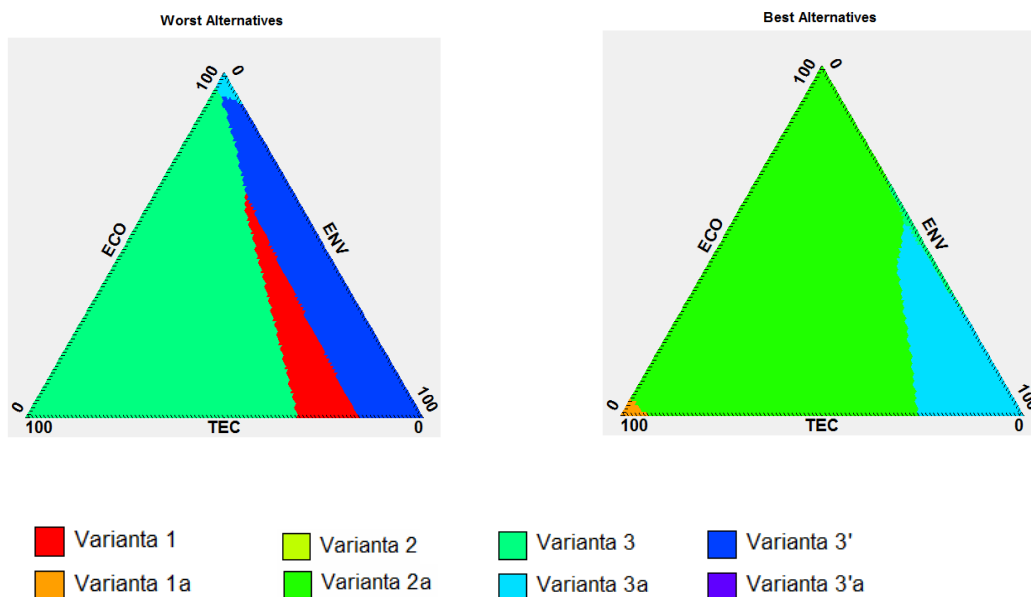 Worst Alternatives
Best Alternatives
100
0
ECO
ENV
0
100
100
TEC
0
100
0
ECO
ENV
0
100
100
TEC
0
Varianta 1
Varianta 2
Varianta 3
Varianta 3'
Varianta 1a
Varianta 2a
Varianta 3a
Varianta 3'a